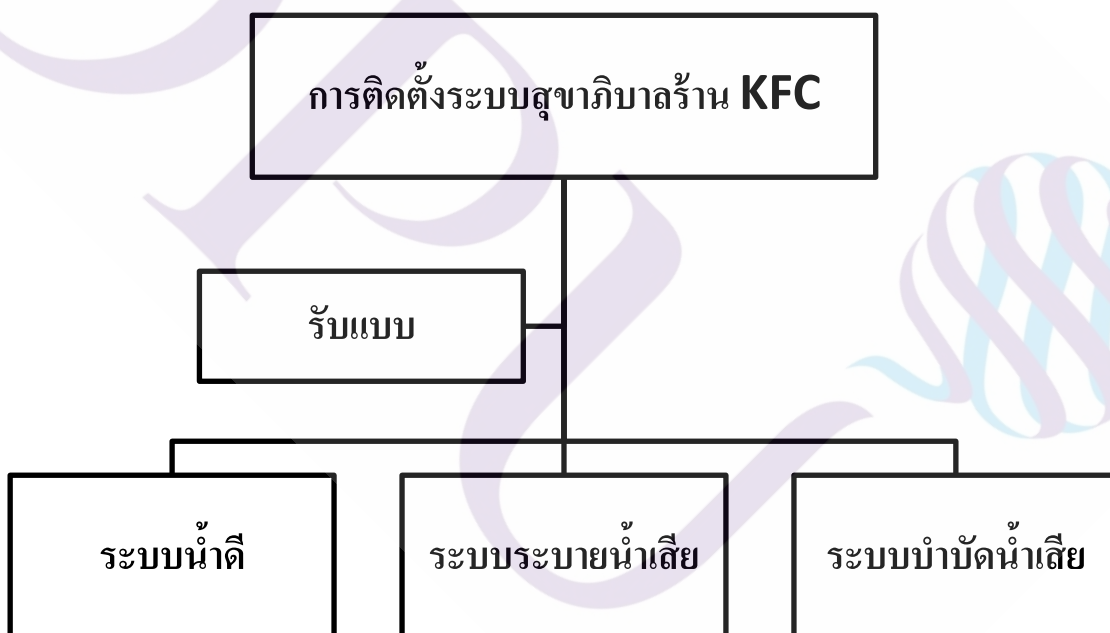 การติดตั้งระบบสุขาภิบาลร้าน KFC
รับแบบ
ระบบน้ำดี
ระบบระบายน้ำเสีย
ระบบบำบัดน้ำเสีย